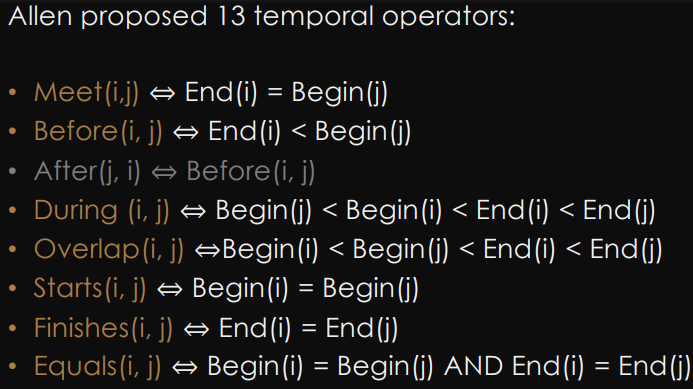 Allen proposed 13 temporal operators:
• Meet(i,j) ⇔ End(i) = Begin(j)
• Before(i, j) ⇔ End(i) < Begin(j)
• After(j, i) ⇔ Before(i, j)
• During (i, j) ⇔ Begin(j) < Begin(i) < End(i) < End(j)
• Overlap(i, j) ⇔Begin(i) < Begin(j) < End(i) < End(j)
• Starts(i, j) ⇔ Begin(i) = Begin(j)
• Finishes(i, j) ⇔ End(i) = End(j)
• Equals(i, j) ⇔ Begin(i) = Begin(j) AND End(i) = End(j)